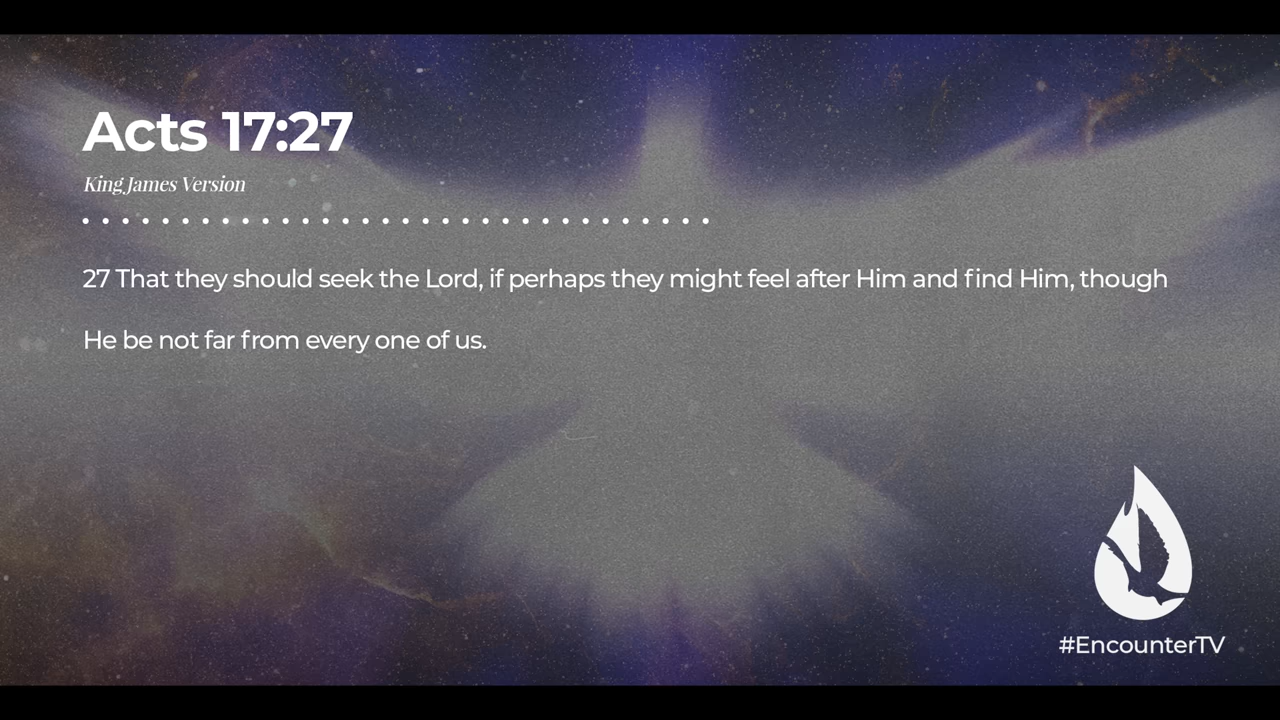 Acts 17:27
King James Version
27 That they should seek the Lord, if perhaps they might feel after Him and find Him, though
He be not far from every one of us.
#EncounterTV